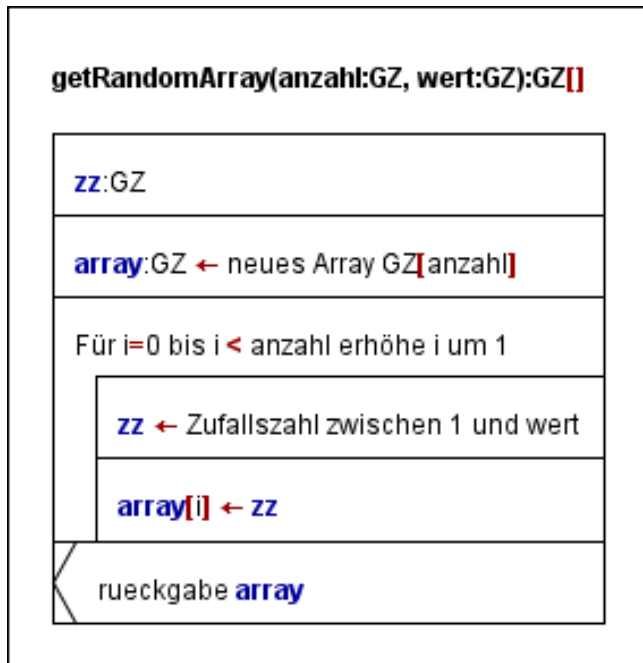 getRandomArray(anzahl:GZ, wert:GZ):GZ[]
zz:GZ
array:GZ ← neues Array GZ[anzahl]
Für i=0 bis i < anzahl erhöhe i um 1
zz ← Zufallszahl zwischen 1 und wert
array[i] ← zz
rueckgabe array